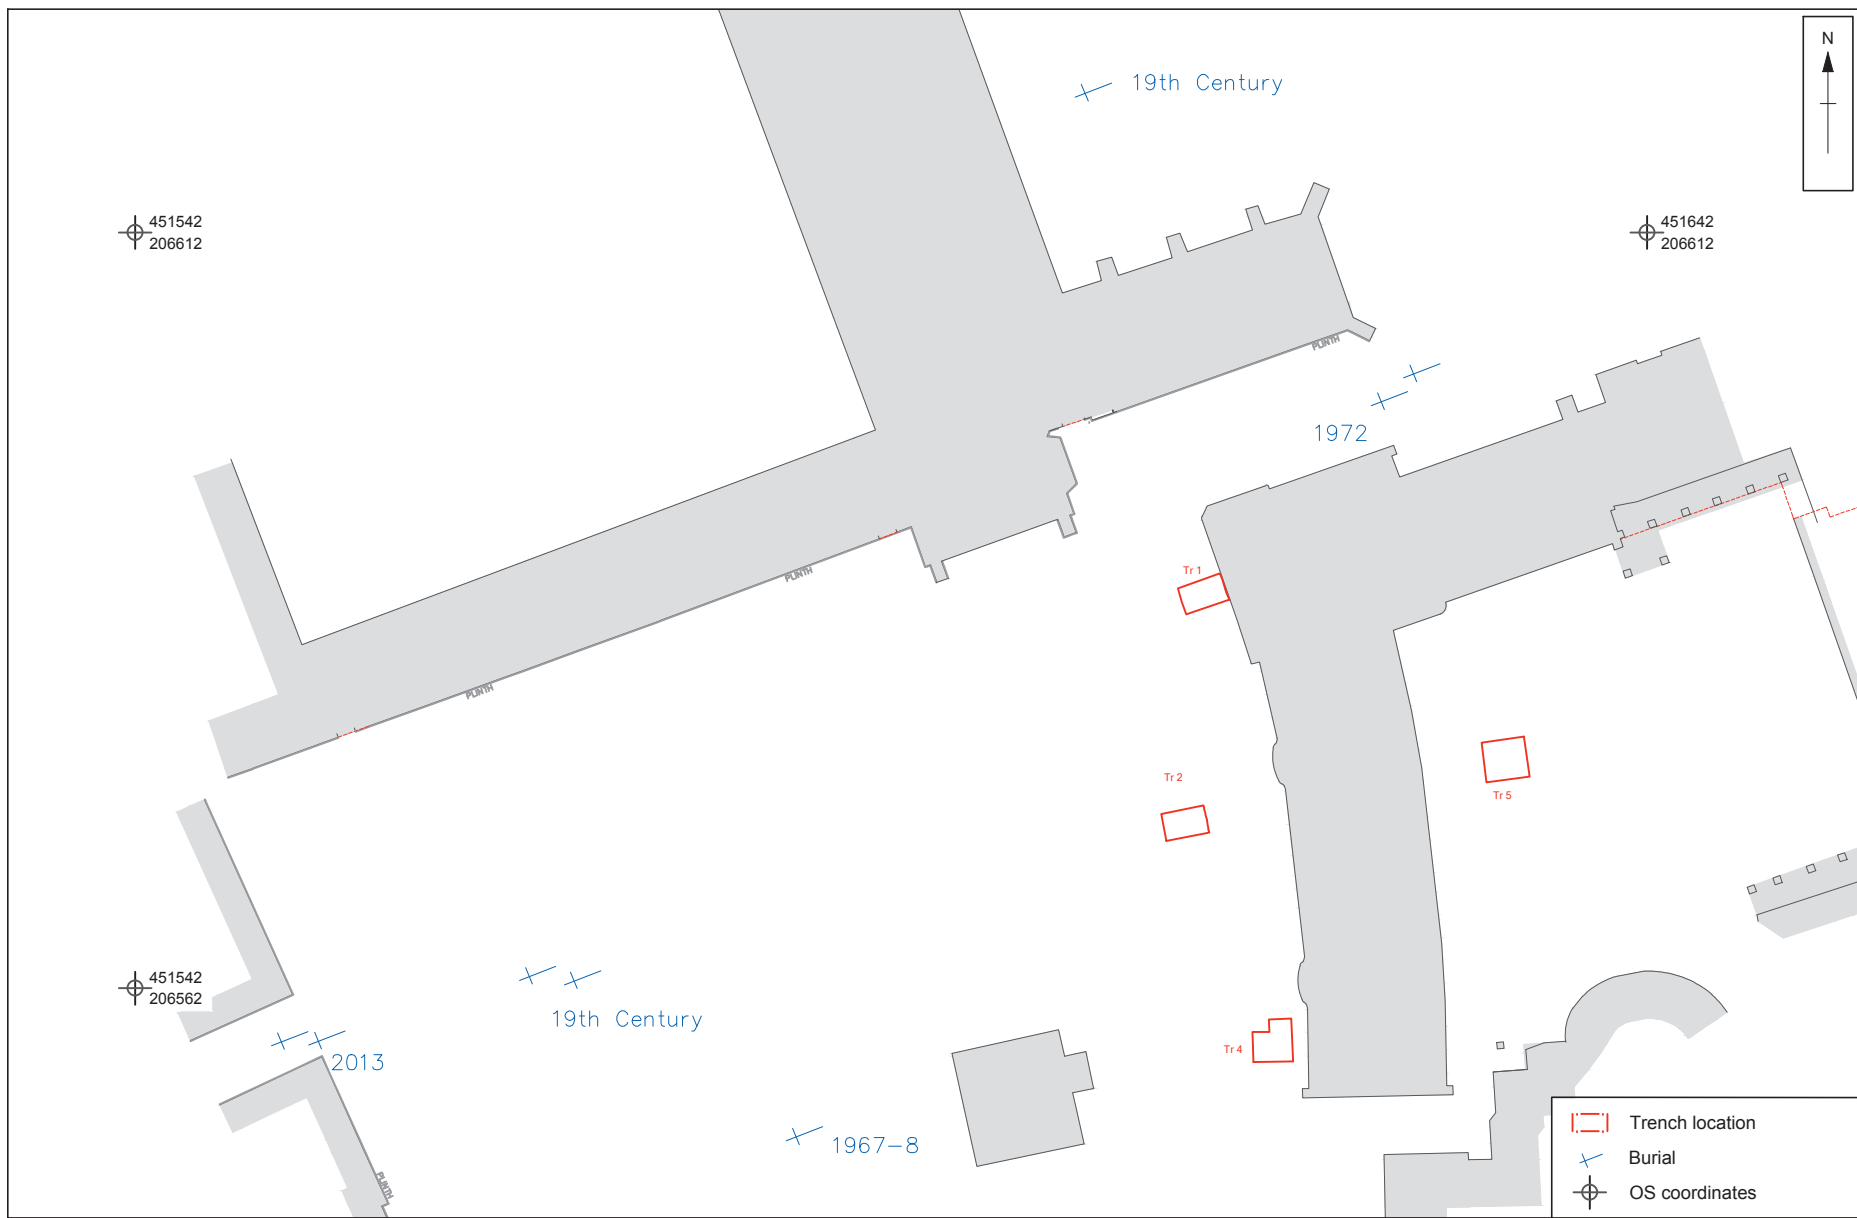 19th Century
N
451542
206612
451642
206612
PLINTH
1972
Tr 1
PLINTH
PLINTH
Tr 2
Tr 5
451542
206562
19th Century
2013
Tr 4
1967-8
PLINTH
Trench location
Burial
OS coordinates